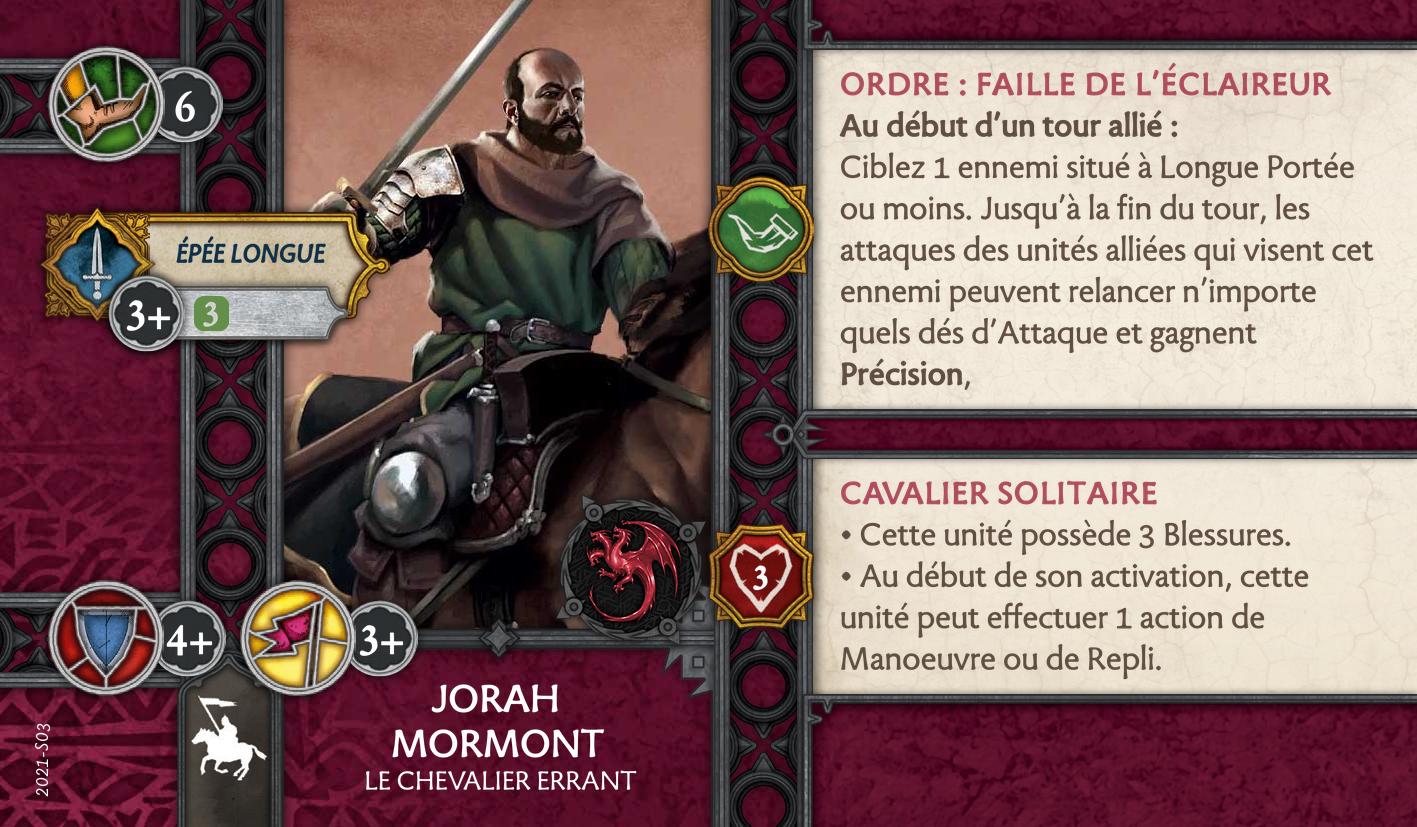 6
ÉPÉE LONGUE
3+ 3
4+ 3+
JORAH
MORMONT
LE CHEVALIER ERRANT
2021-S03
ORDRE : FAILLE DE L’ÉCLAIREUR
Au début d’un tour allié :
Ciblez 1 ennemi situé à Longue Portée
ou moins. Jusqu’à la fin du tour, les
attaques des unités alliées qui visent cet
ennemi peuvent relancer n’importe
quels dés d’Attaque et gagnent
Précision,
3
CAVALIER SOLITAIRE
• Cette unité possède 3 Blessures.
• Au début de son activation, cette
unité peut effectuer 1 action de
Manoeuvre ou de Repli.